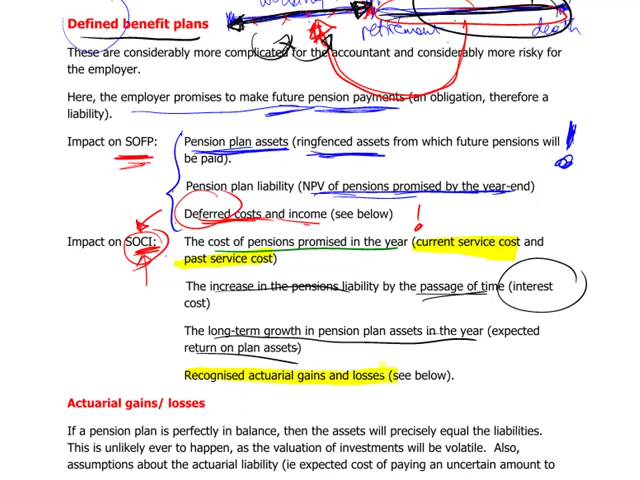 retirement
death
Defined benefit plans
These are considerably more complicated for the accountant and considerably more risky for
the employer.
Here, the employer promises to make future pension payments (an obligation, therefore a
liability).
Impact on SOFP: Pension plan assets (ringfenced assets from which future pensions will
be paid).
Pension plan liability (NPV of pensions promised by the year-end)
Deferred costs and income (see below)
Impact on SOCI: The cost of pensions promised in the year (current service cost and
past service cost)
The increase in the pensions liability by the passage of time (interest
cost)
The long-term growth in pension plan assets in the year (expected
return on plan assets)
Recognised actuarial gains and losses (see below).
Actuarial gains/ losses
If a pension plan is perfectly in balance, then the assets will precisely equal the liabilities.
This is unlikely ever to happen, as the valuation of investments will be volatile. Also,
assumptions about the actuarial liability (ie expected cost of paying an uncertain amount to